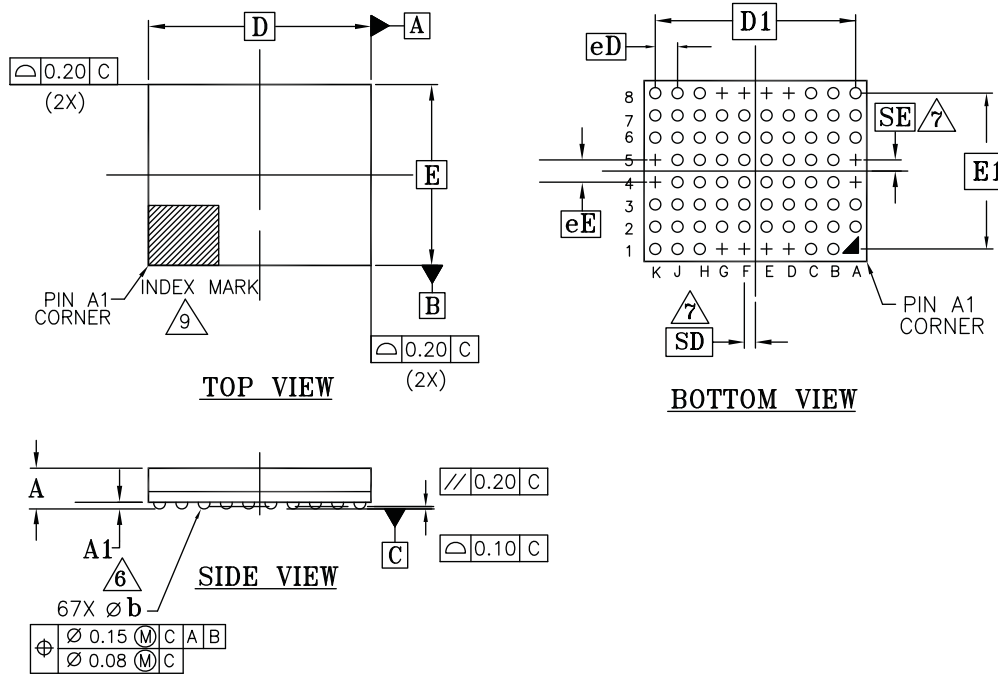 D
A
⌓ 0.20 C
(2X)
E
INDEX MARK
PIN A1
CORNER
9
B
⌓ 0.20 C
(2X)
TOP VIEW
D1
eD
8
7
6
5
4
3
2
1
SE 7
E1
eE
K J H G F E D C B A
7
SD
PIN A1
CORNER
BOTTOM VIEW
A
// 0.20 C
A1
C
⌓ 0.10 C
6
SIDE VIEW
67X ⌀ b
⌖ ⌀ 0.15 Ⓜ C A B
⌀ 0.08 Ⓜ C